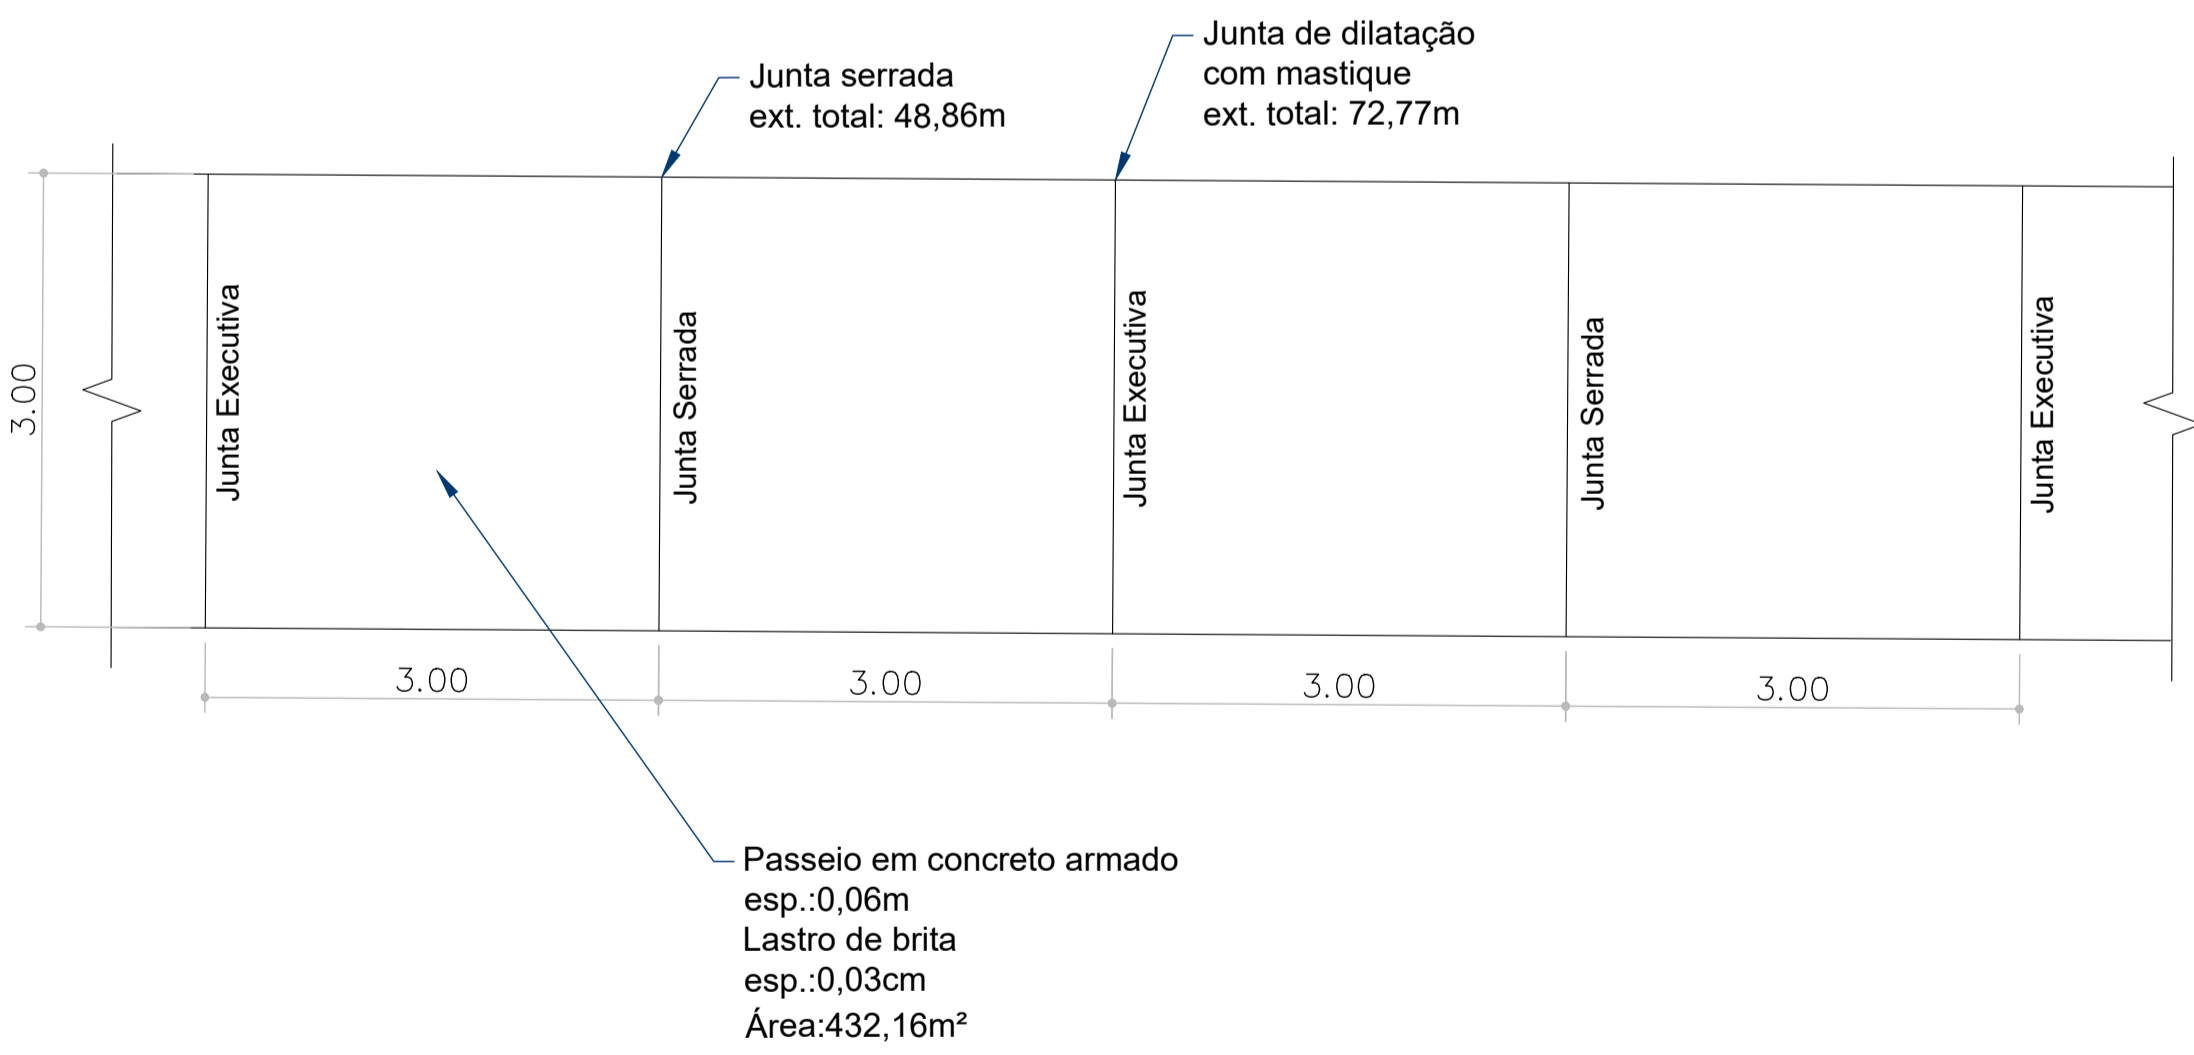 Junta de dilatação
com mastique
ext. total: 72,77m
Junta serrada
ext. total: 48,86m
3.00
Junta Executiva
Junta Serrada
Junta Executiva
Junta Serrada
Junta Executiva
3.00
3.00
3.00
3.00
Passeio em concreto armado
esp.:0,06m
Lastro de brita
esp.:0,03cm
Área:432,16m²